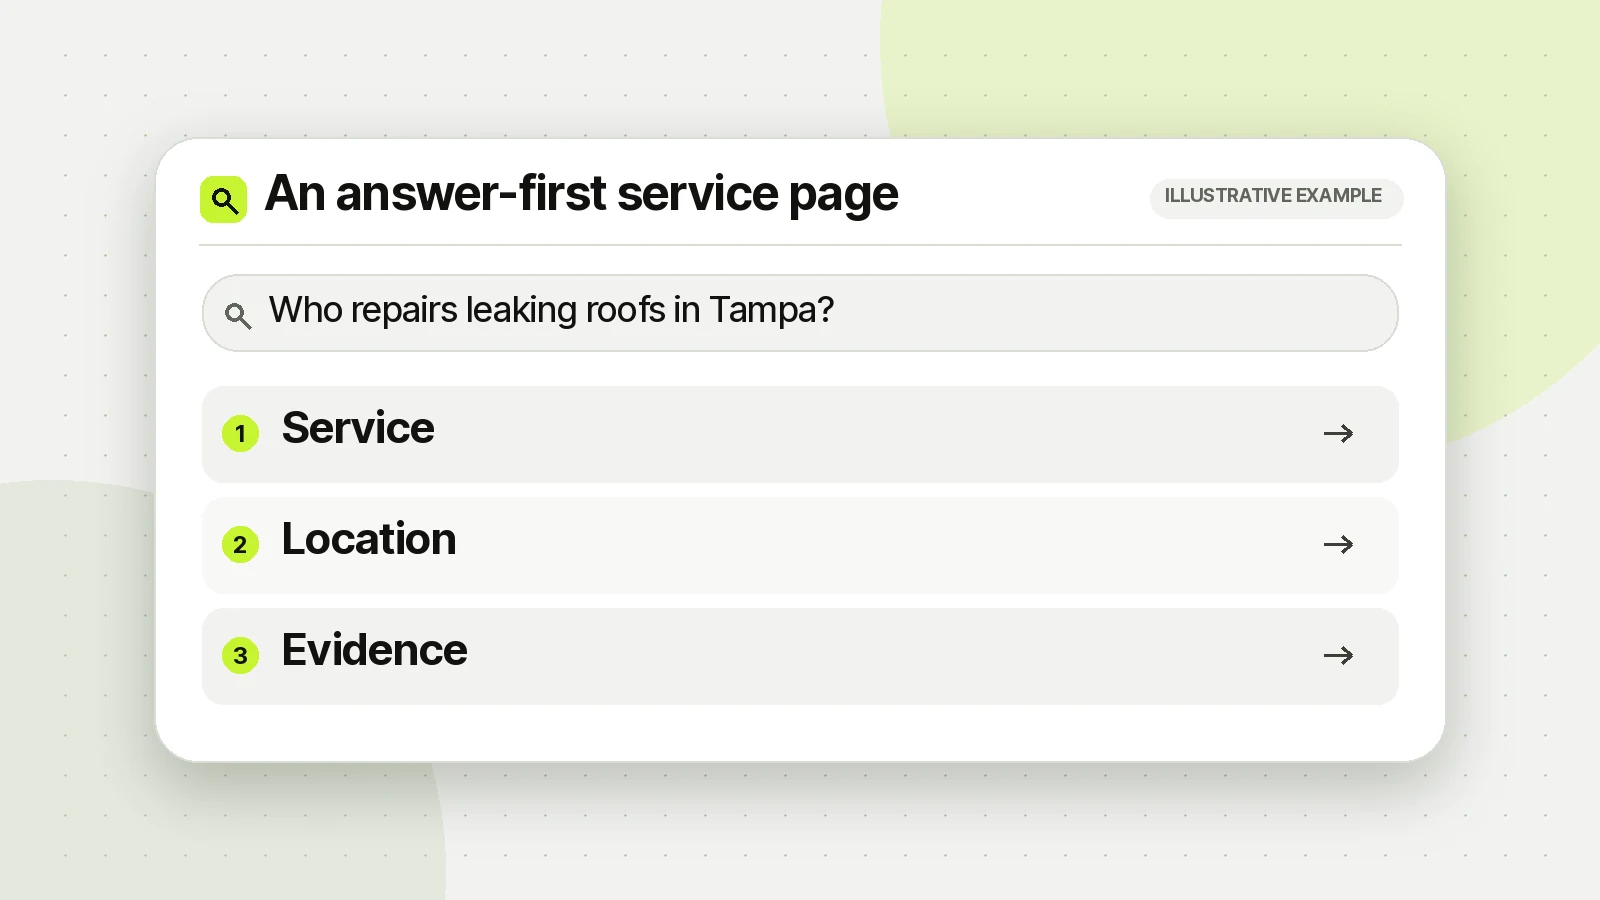 An answer-first service page
ILLUSTRATIVE EXAMPLE
Who repairs leaking roofs in Tampa?
1 Service
2 Location
3 Evidence